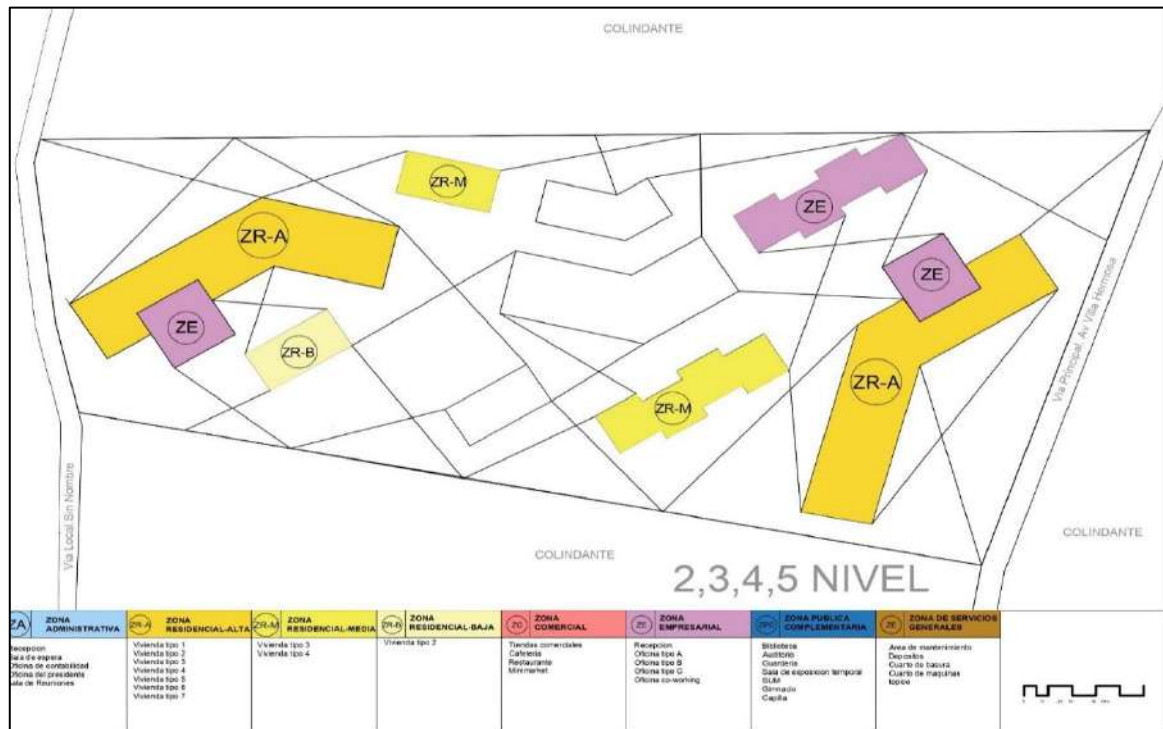 COLINDANTE
ZR-M
ZE
ZR-A
ZE
ZE
ZR-B
ZR-M
ZR-A
Via Principal, Av Villa Hermosa
Via Local Sin Nombre
COLINDANTE
COLINDANTE
2,3,4,5 NIVEL
ZA
ZONA
ADMINISTRATIVA
Recepcion
Sala de espera
Oficina de contabilidad
Oficina del presidente
Sala de Reuniones
ZR-A
ZONA
RESIDENCIAL-ALTA
Vivienda tipo 1
Vivienda tipo 2
Vivienda tipo 3
Vivienda tipo 4
Vivienda tipo 5
Vivienda tipo 6
Vivienda tipo 7
ZR-M
ZONA
RESIDENCIAL-MEDIA
Vivienda tipo 3
Vivienda tipo 4
ZR-B
ZONA
RESIDENCIAL-BAJA
Vivienda tipo 2
ZC
ZONA
COMERCIAL
Tiendas comerciales
Cafeteria
Restaurante
Minimarket
ZE
ZONA
EMPRESARIAL
Recepcion
Oficina tipo A
Oficina tipo B
Oficina tipo C
Oficina co-working
ZPC
ZONA PUBLICA
COMPLEMENTARIA
Biblioteca
Auditorio
Guarderia
Sala de exposicion temporal
SUM
Gimnasio
Capilla
ZE
ZONA DE SERVICIOS
GENERALES
Area de mantenimiento
Depositos
Cuarto de basura
Cuarto de maquinas
topico